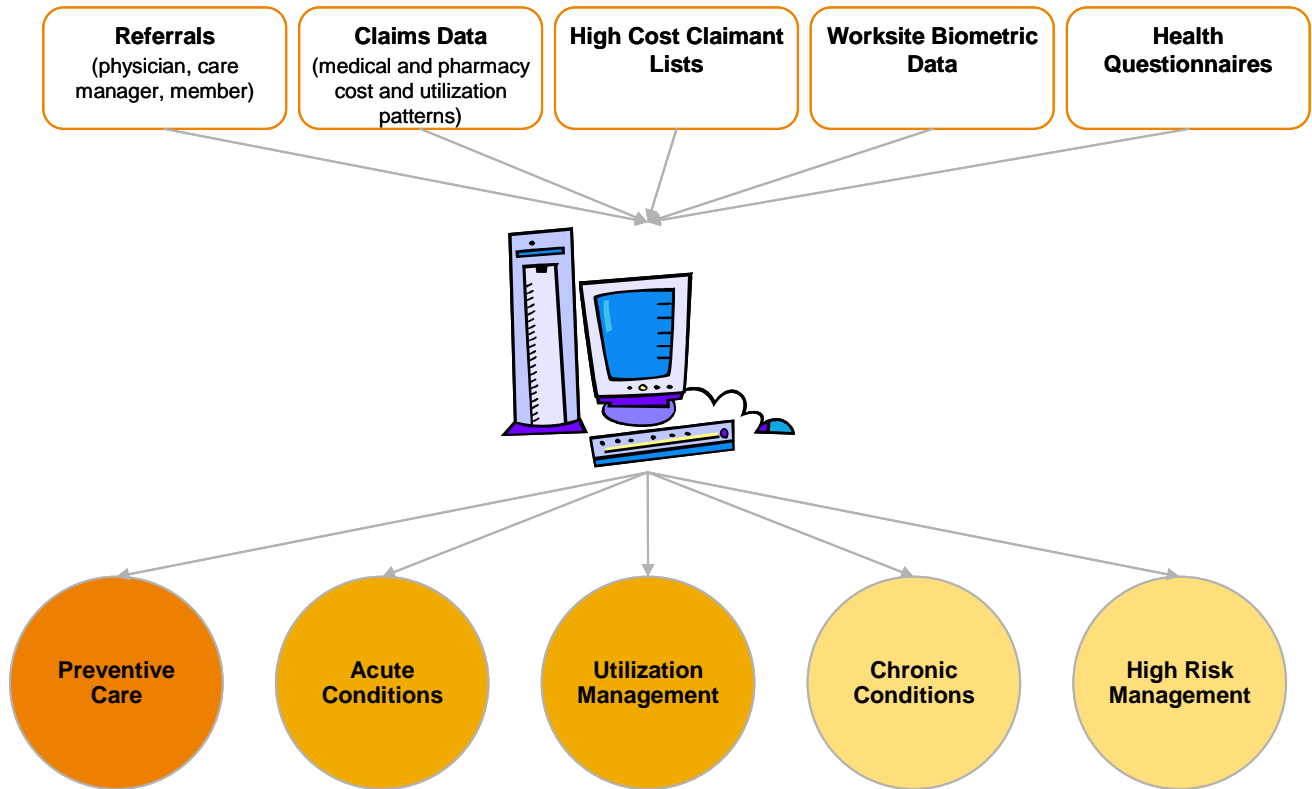 Referrals
(physician, care
manager, member)
Claims Data
(medical and pharmacy
cost and utilization
patterns)
High Cost Claimant
Lists
Worksite Biometric
Data
Health
Questionnaires
Preventive
Care
Acute
Conditions
Utilization
Management
Chronic
Conditions
High Risk
Management